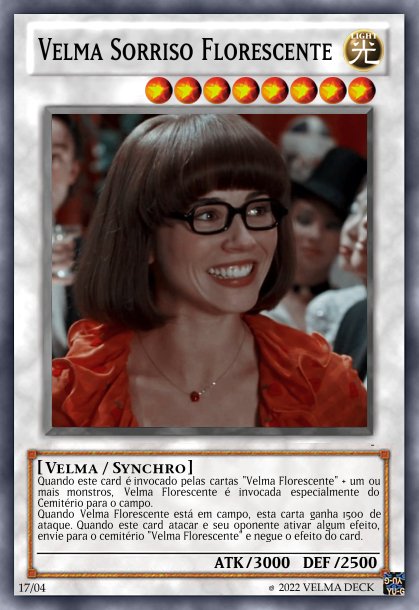 VELMA SORRISO FLORESCENTE
LIGHT
光
[VELMA / SYNCHRO]
Quando este card é invocado pelas cartas "Velma Florescente" + um ou
mais monstros, Velma Florescente é invocada especialmente do
Cemitério para o campo.
Quando Velma Florescente está em campo, esta carta ganha 1500 de
ataque. Quando este card atacar e seu oponente ativar algum efeito,
envie para o cemitério "Velma Florescente" e negue o efeito do card.
ATK/3000 DEF/2500
17/04
© 2022 VELMA DECK
YU-G